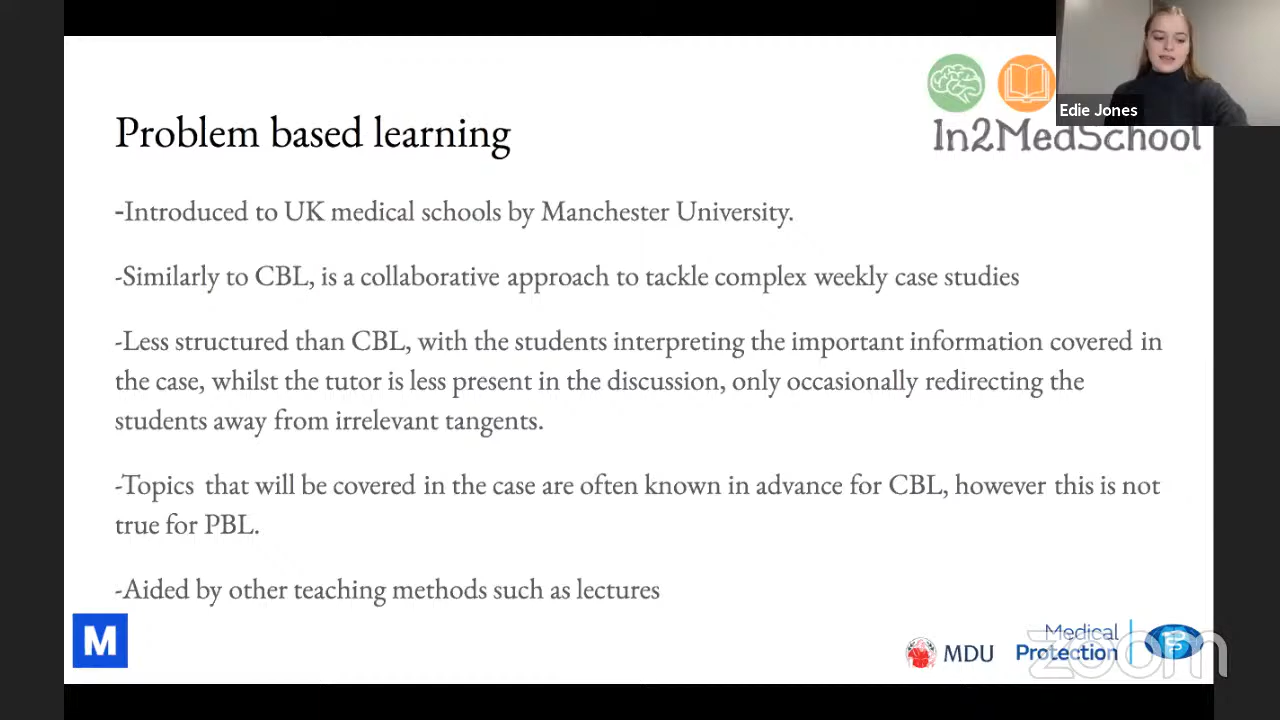 Edie Jones
In2MedSchool
Problem based learning
-Introduced to UK medical schools by Manchester University.
-Similarly to CBL, is a collaborative approach to tackle complex weekly case studies
-Less structured than CBL, with the students interpreting the important information covered in
the case, whilst the tutor is less present in the discussion, only occasionally redirecting the
students away from irrelevant tangents.
-Topics that will be covered in the case are often known in advance for CBL, however this is not
true for PBL.
-Aided by other teaching methods such as lectures
M
MDU
Medical
Protection
zoom